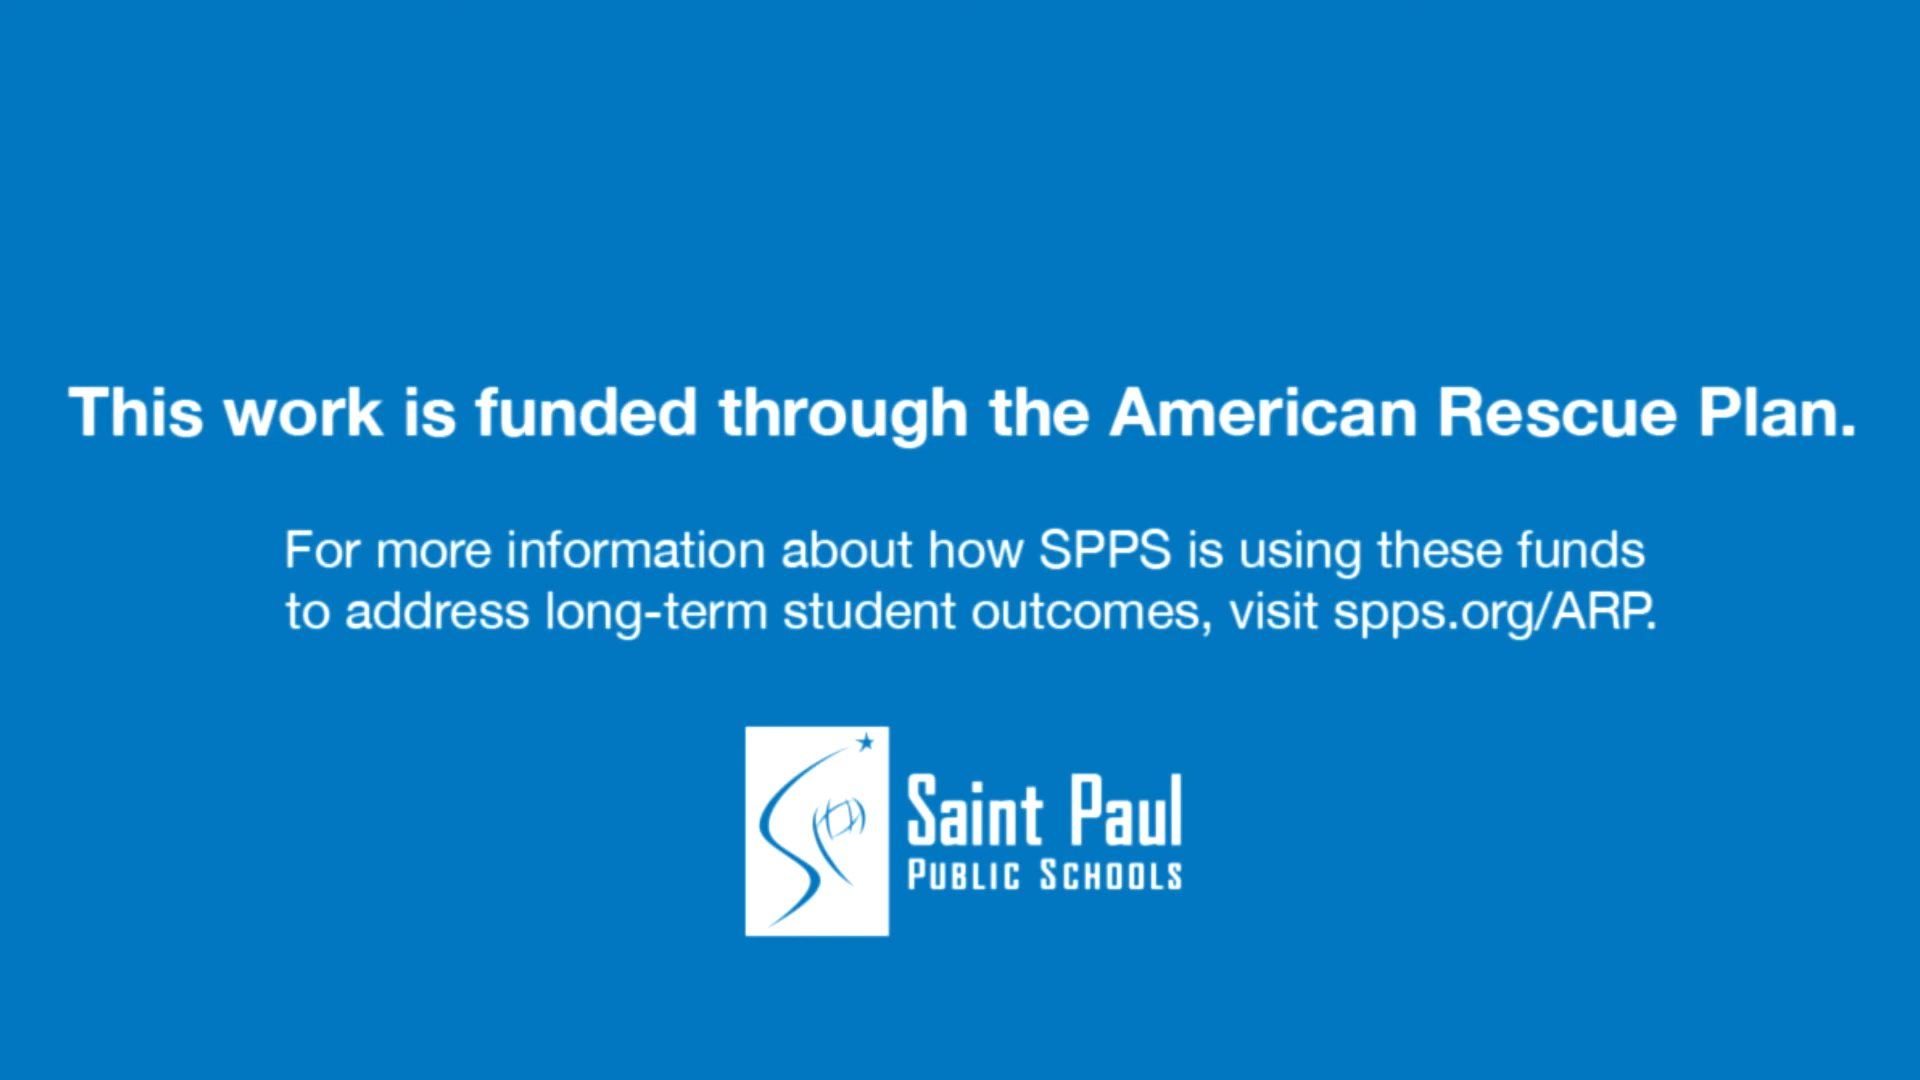 This work is funded through the American Rescue Plan.
For more information about how SPPS is using these funds
to address long-term student outcomes, visit spps.org/ARP.
Saint Paul
PUBLIC SCHOOLS